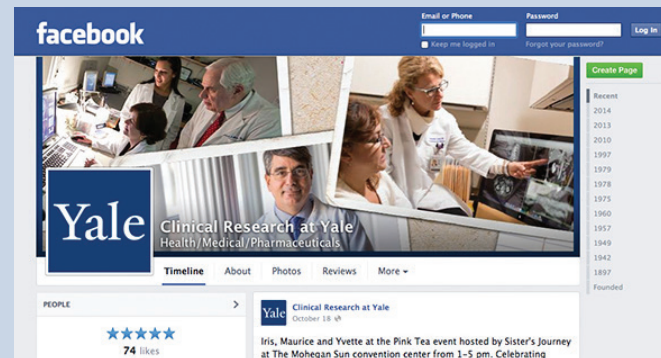 facebook
Email or Phone
Password
Log In
Keep me logged in
Forgot your password?
Create Page
Recent
2014
2013
2010
1997
1979
1978
1975
1960
1957
1949
1942
1897
Founded
Yale
Clinical Research at Yale
Health/Medical/Pharmaceuticals
Timeline
About
Photos
Reviews
More
PEOPLE
74 likes
Yale
Clinical Research at Yale
October 18
Iris, Maurice and Yvette at the Pink Tea event hosted by Sister's Journey
at The Mohegan Sun convention center from 1-5 pm. Celebrating